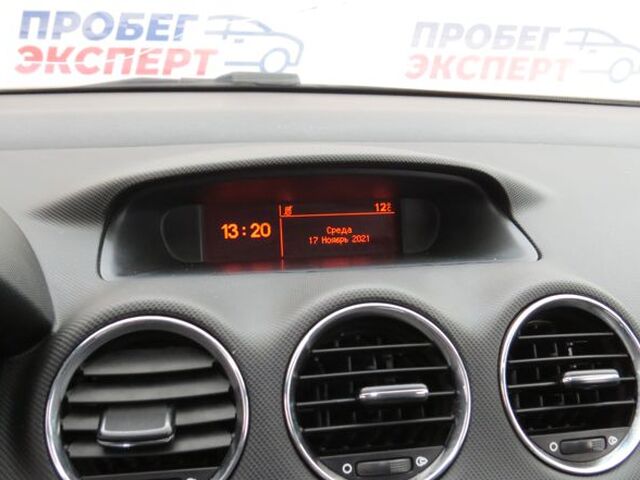 ПРОБЕГ
ЭКСПЕРТ
ПРОБЕГ
ЭКСПЕРТ
13:20
12°C
Среда
17 Ноябрь 2021